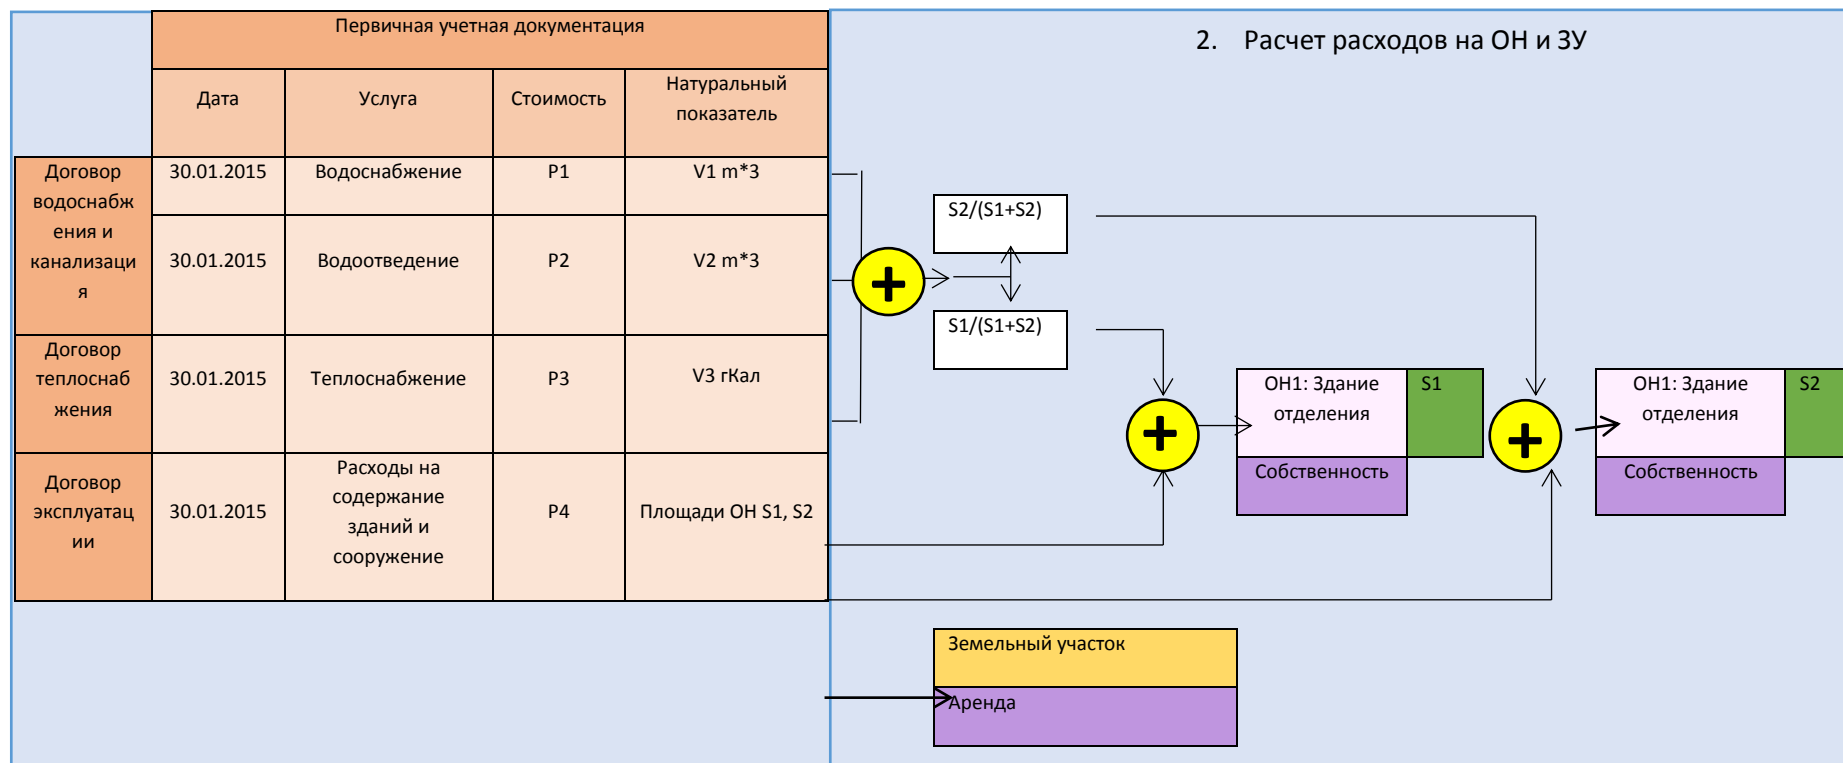 Первичная учетная документация
Дата
Услуга
Стоимость
Натуральный
показатель
Договор
водоснабж
ения и
канализаци
я
30.01.2015
Водоснабжение
P1
V1 m*3
30.01.2015
Водоотведение
P2
V2 m*3
Договор
теплоснаб
жения
30.01.2015
Теплоснабжение
P3
V3 гКал
Договор
эксплуатац
ии
30.01.2015
Расходы на
содержание
зданий и
сооружение
P4
Площади ОН S1, S2
2. Расчет расходов на ОН и ЗУ
S2/(S1+S2)
+
S1/(S1+S2)
+
ОН1: Здание
отделения
S1
Собственность
+
ОН1: Здание
отделения
S2
Собственность
Земельный участок
Аренда